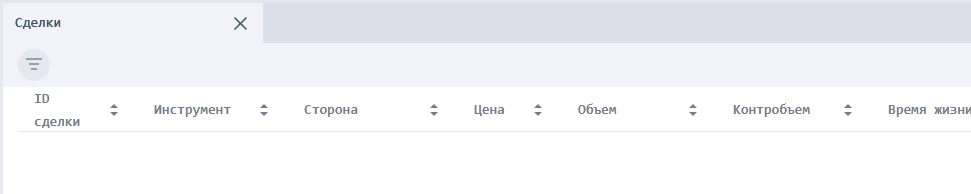 Сделки
ID
сделки
Инструмент
Сторона
Цена
Объем
Контробъем
Время жизни